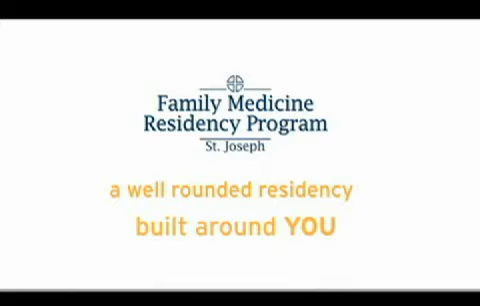 Family Medicine
Residency Program
St. Joseph
a well rounded residency
built around YOU